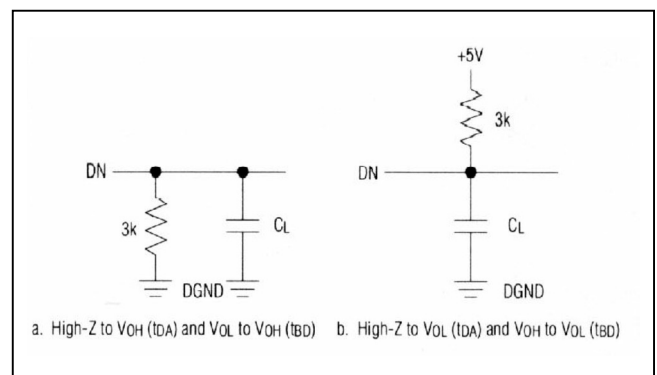 +5V
3k
DN
DN
3k
CL
CL
DGND
DGND
a. High-Z to VOH (tDA) and VOL to VOH (tBD)
b. High-Z to VOL (tDA) and VOH to VOL (tBD)